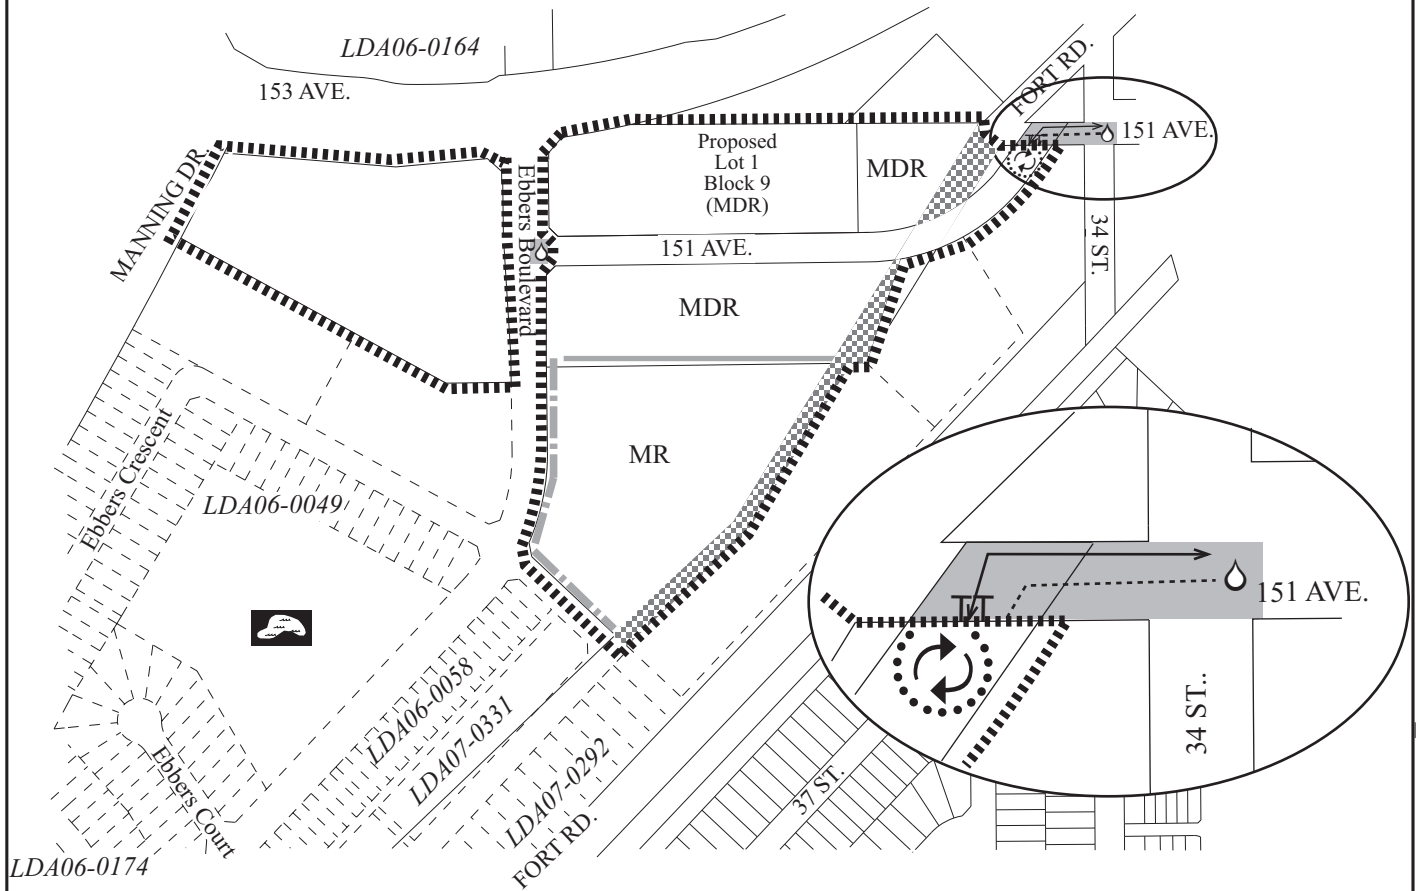 LDA06-0164
153 AVE.
FORT RD.
151 AVE.
Proposed
Lot 1
Block 9
(MDR)
MDR
MANNING DR.
Ebbers Boulevard
151 AVE.
34 ST.
MDR
MR
Ebbers Crescent
LDA06-0049
151 AVE.
34 ST..
LDA06-0058
LDA07-0331
LDA07-0292
37 ST.
Ebbers Court
FORT RD.
LDA06-0174